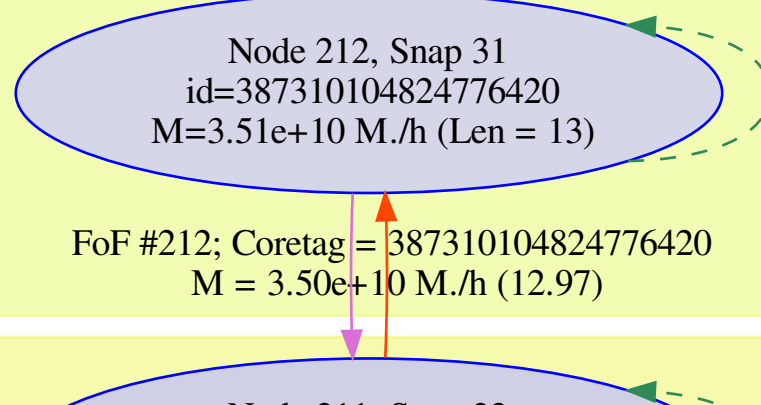 Node 212, Snap 31
id=387310104824776420
M=3.51e+10 M./h (Len = 13)
FoF #212; Coretag = 387310104824776420
M = 3.50e+10 M./h (12.97)